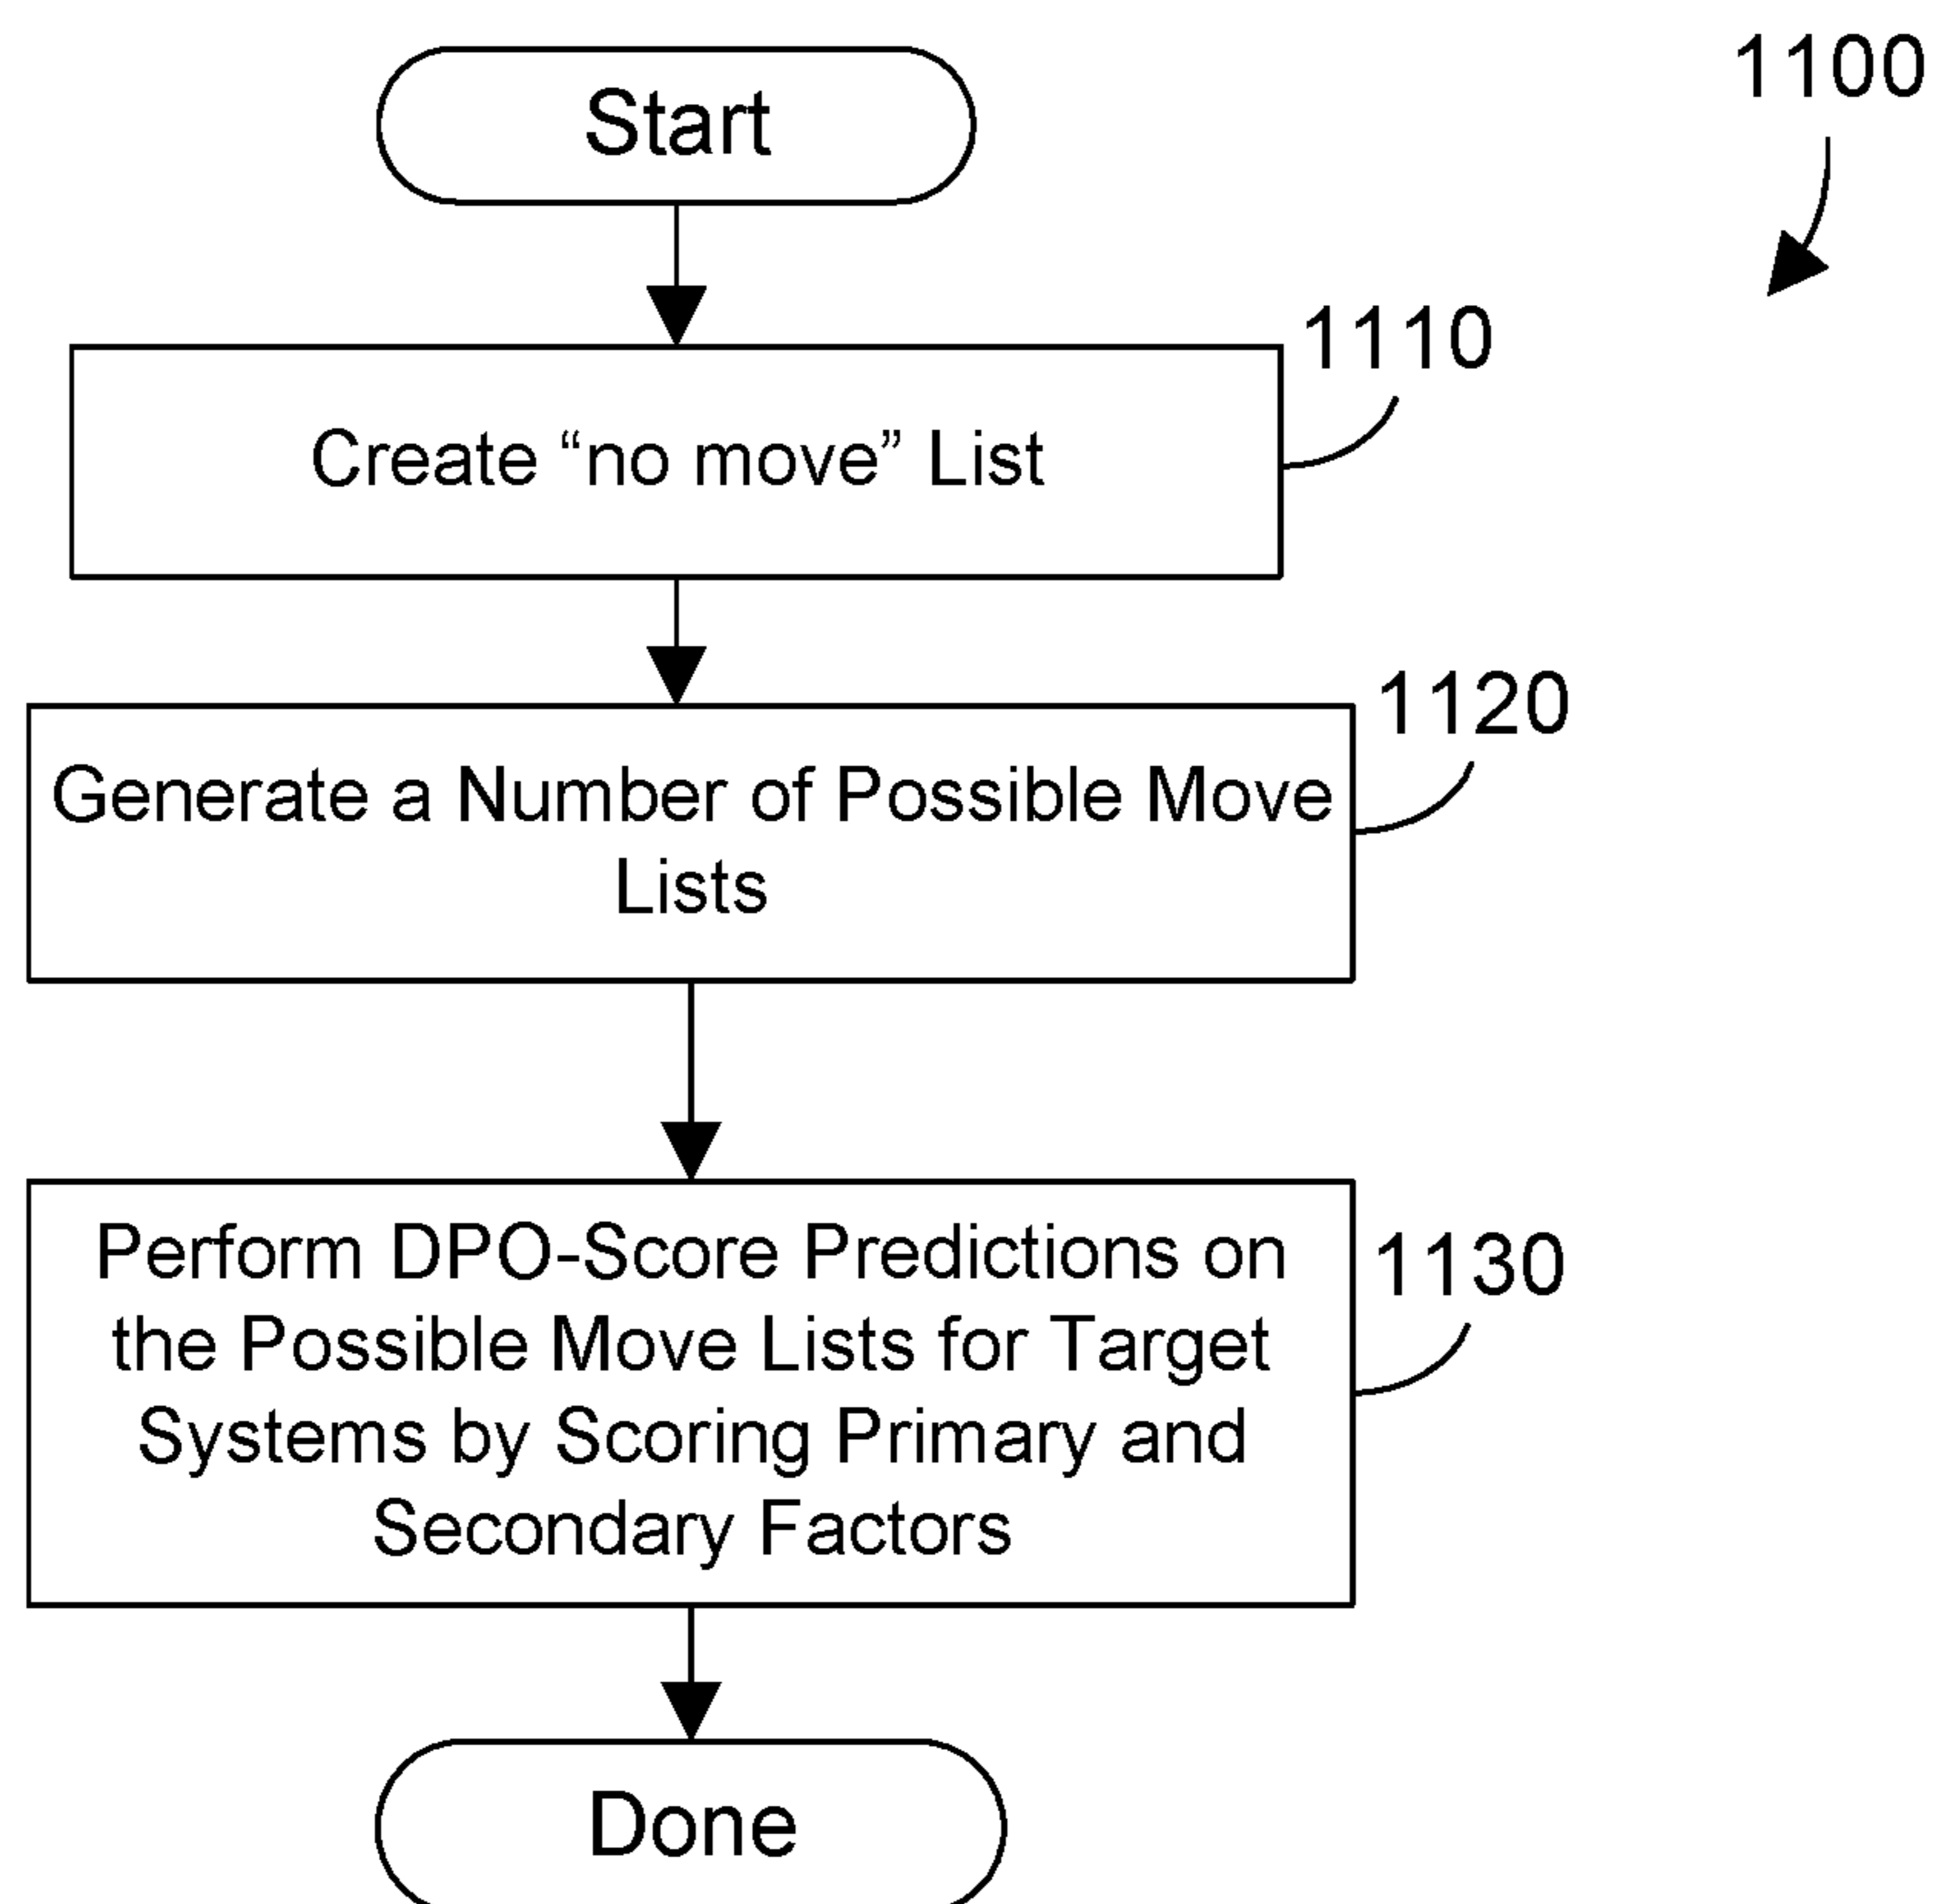 Start
1100
1110
Create “no move” List
1120
Generate a Number of Possible Move
Lists
Perform DPO-Score Predictions on
1130
the Possible Move Lists for Target
Systems by Scoring Primary and
Secondary Factors
Done